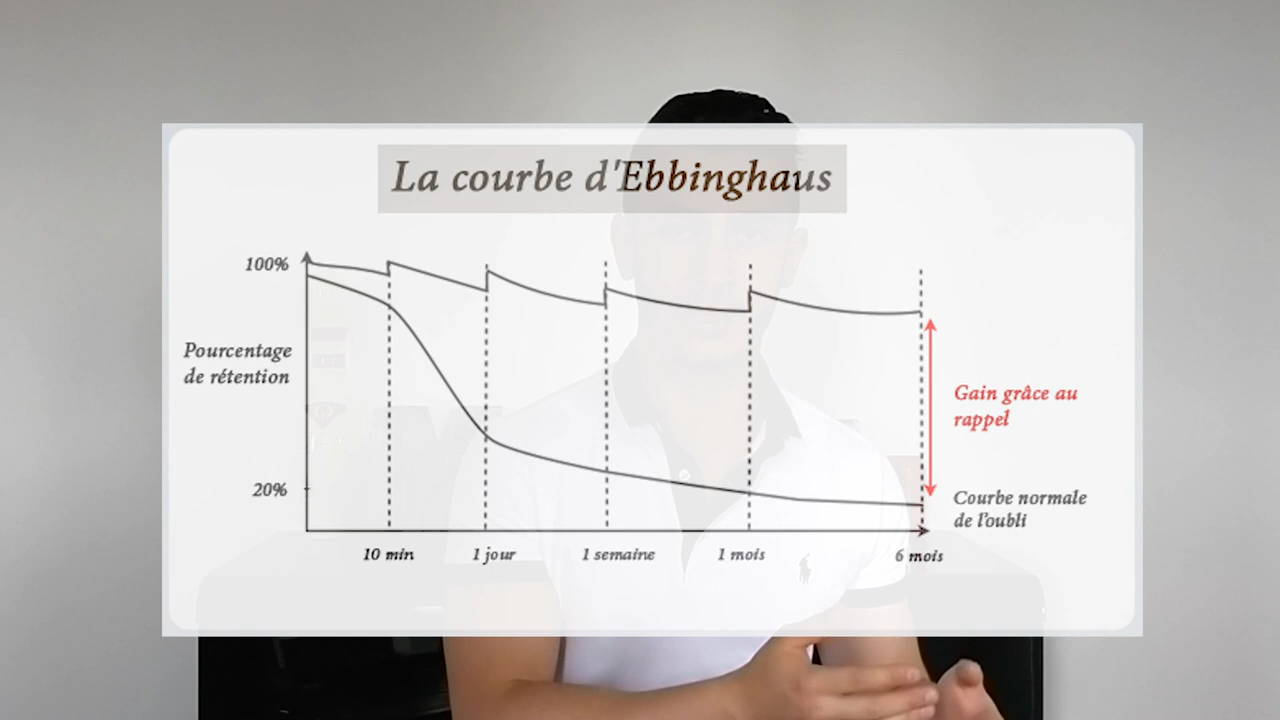 La courbe d'Ebbinghaus
100%
Pourcentage
de rétention
20%
Gain grâce au
rappel
Courbe normale
de l'oubli
10 min
1 jour
1 semaine
1 mois
6 mois